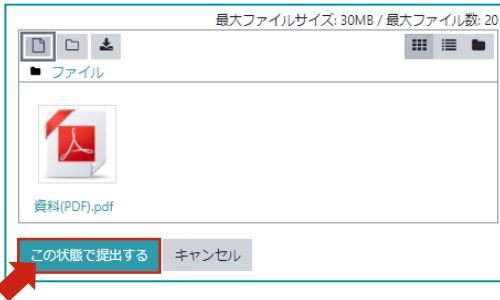 最大ファイルサイズ: 30MB / 最大ファイル数: 20
ファイル
資料(PDF).pdf
この状態で提出する キャンセル